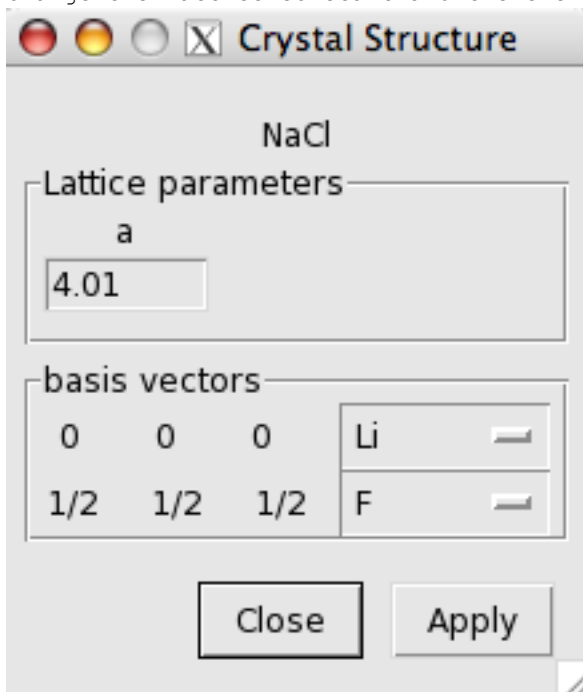 X Crystal Structure
NaCl
Lattice parameters
a
4.01
basis vectors
0 0 0 Li
1/2 1/2 1/2 F
Close Apply